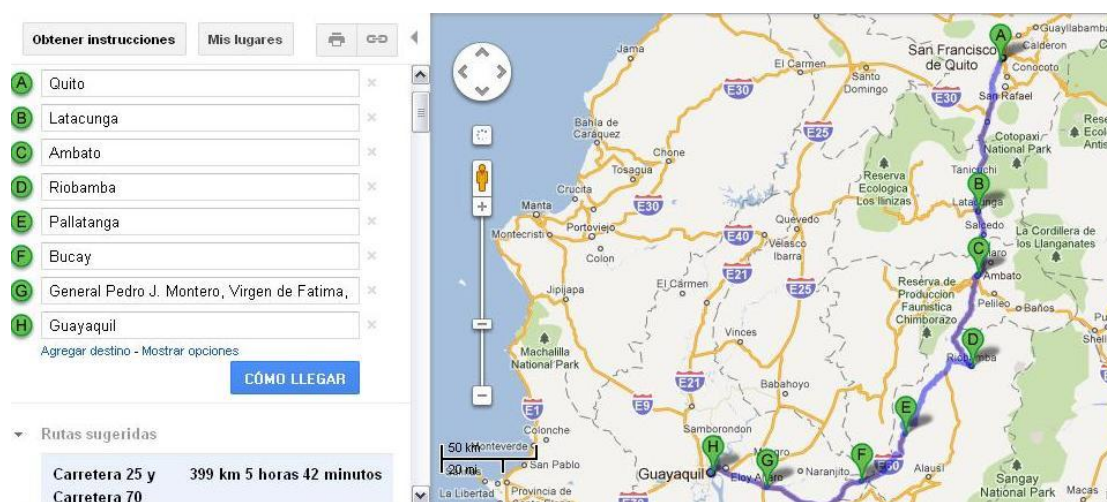 Obtener instrucciones
Mis lugares
A Quito
B Latacunga
C Ambato
D Riobamba
E Pallatanga
F Bucay
G General Pedro J. Montero, Virgen de Fatima,
H Guayaquil
Agregar destino - Mostrar opciones
CÓMO LLEGAR
Rutas sugeridas
Carretera 25 y 399 km 5 horas 42 minutos
Carretera 70
A
Guayllabamba
Jama
El Carmen
San Francisco
de Quito
Calderon
Conocoto
Santo
Domingo
E30
E30
San Rafael
Bahia de
Caráquez
E25
Cotopaxi
National Park
Chone
Tosagua
Reserva
Ecologica
Los Ilinizas
Tanicuchi
B
Crucita
Latacunga
Manta
E30
Portoviejo
Quevedo
Salcedo
La Cordillera de
los Llanganates
Montecristi
E40
Colon
Velasco
Ibarra
C
E21
Ambato
Jipijapa
El Carmen
E25
Reserva de
Produccion
Faunistica
Chimborazo
Pelileo
Baños
Vinces
D
Riobamba
Machalilla
National Park
E21
Babahoyo
E1
E9
E
Colonche
Samborondon
50 km
Monteverde
H
20 mi
San Pablo
Guayaquil
G
Eloy Alfaro
Naranjito
F
Alausí
Sangay
National Park
Macas
La Libertad
Provincia de